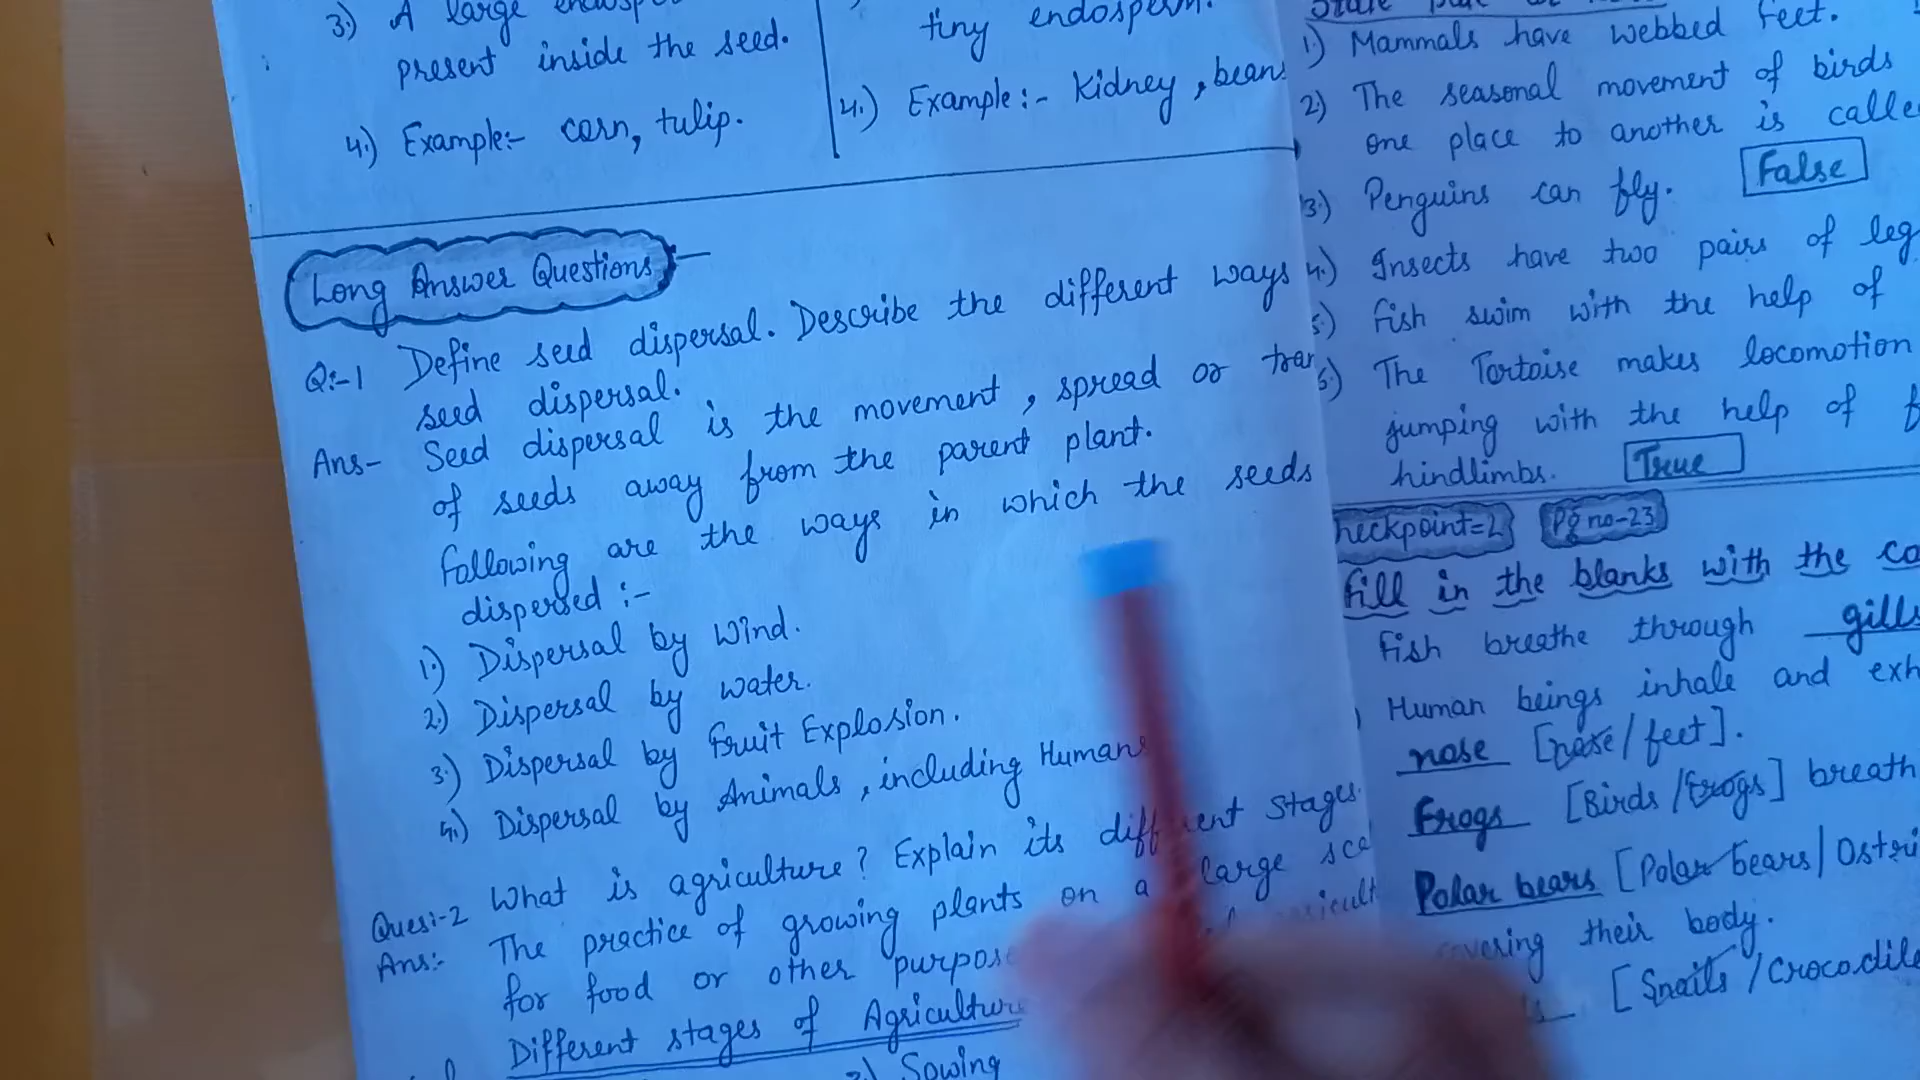 3.) A large
present inside the seed.
4.) Example:- corn, tulip.
tiny endosperm.
4.) Example:- Kidney, beans
Long Answer Questions
Q:-1 Define seed dispersal. Describe the different ways
seed dispersal.
Ans- Seed dispersal is the movement, spread or
of seeds away from the parent plant.
Following are the ways in which the seeds
dispersed :-
1.) Dispersal by Wind.
2.) Dispersal by water.
3.) Dispersal by Fruit Explosion.
4.) Dispersal by Animals, including Humans
Ques:-2 What is agriculture? Explain its different stages.
Ans:- The practice of growing plants on a large
for food or other
Different stages of Agriculture
2.) Sowing
1.) Mammals have webbed feet.
2.) The seasonal movement of birds
one place to another is
3.) Penguins can fly. False
4.) Insects have two pairs of
5.) Fish swim with the help of
The Tortoise makes locomotion
jumping with the help of
hindlimbs. True
Pg no-23
Fill in the blanks with the
Fish breathe through gills
Human beings inhale and
nose [nose/feet].
Frogs [Birds/Frogs]
Polar bears [Polar bears/
their body.
[Snails/Crocodile